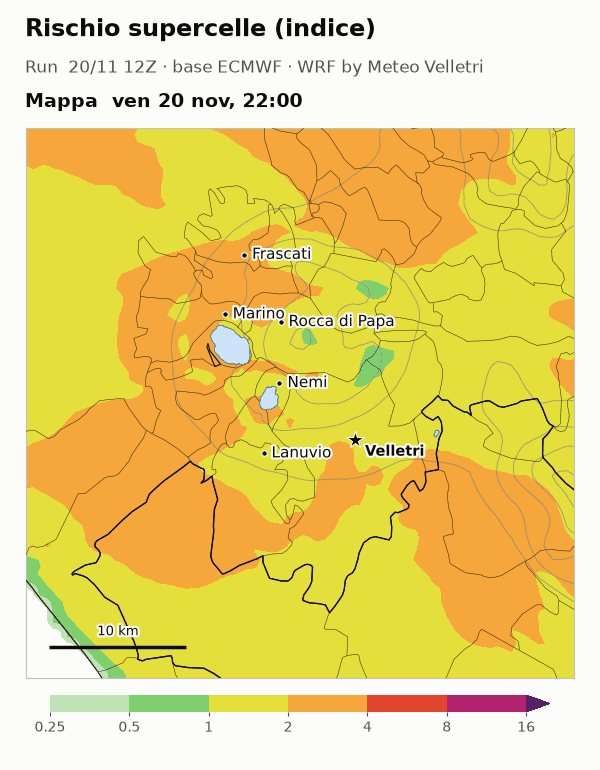 Rischio supercelle (indice)
Run  20/11 12Z · base ECMWF · WRF by Meteo Velletri
Mappa  ven 20 nov, 22:00
Frascati
Marino
Rocca di Papa
Nemi
Velletri
Lanuvio
10 km
0.25 0.5 1 2 4 8 16